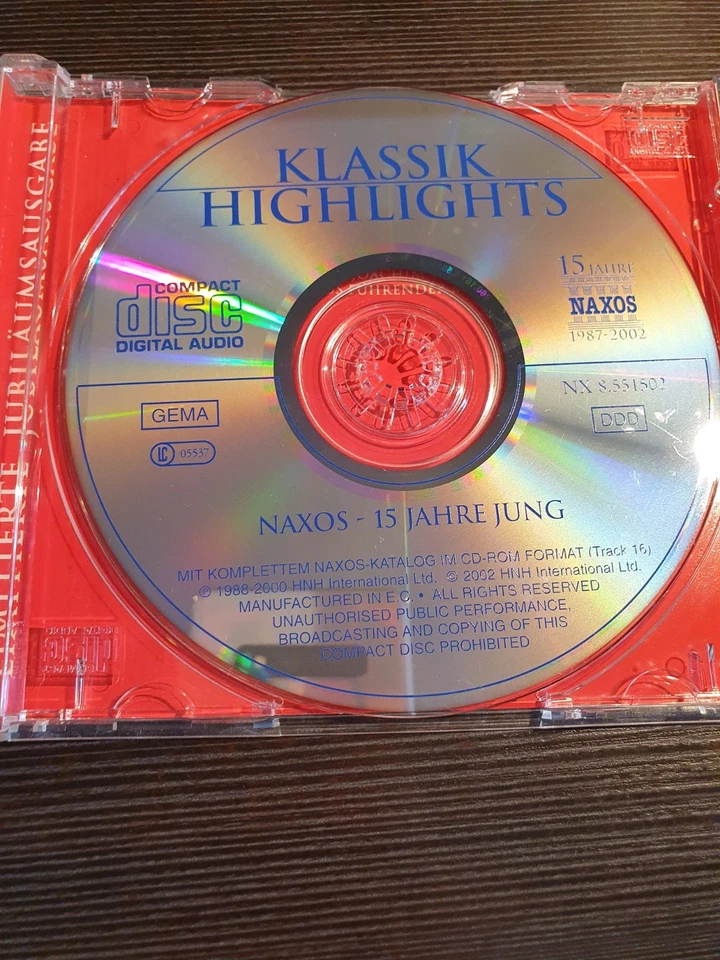 KLASSIK
HIGHLIGHTS
COMPACT
disc
DIGITAL AUDIO
15 JAHRE
NAXOS
1987-2002
FÜHRENDE
GEMA
LC 05537
NX 8.551502
DDD
NAXOS - 15 JAHRE JUNG
MIT KOMPLETTEM NAXOS-KATALOG IM CD-ROM FORMAT (Track 16)
℗ 1988-2000 HNH International Ltd. © 2002 HNH International Ltd.
MANUFACTURED IN E.C. • ALL RIGHTS RESERVED
UNAUTHORISED PUBLIC PERFORMANCE,
BROADCASTING AND COPYING OF THIS
COMPACT DISC PROHIBITED
LIMITIERTE JUBILÄUMSAUSGABE